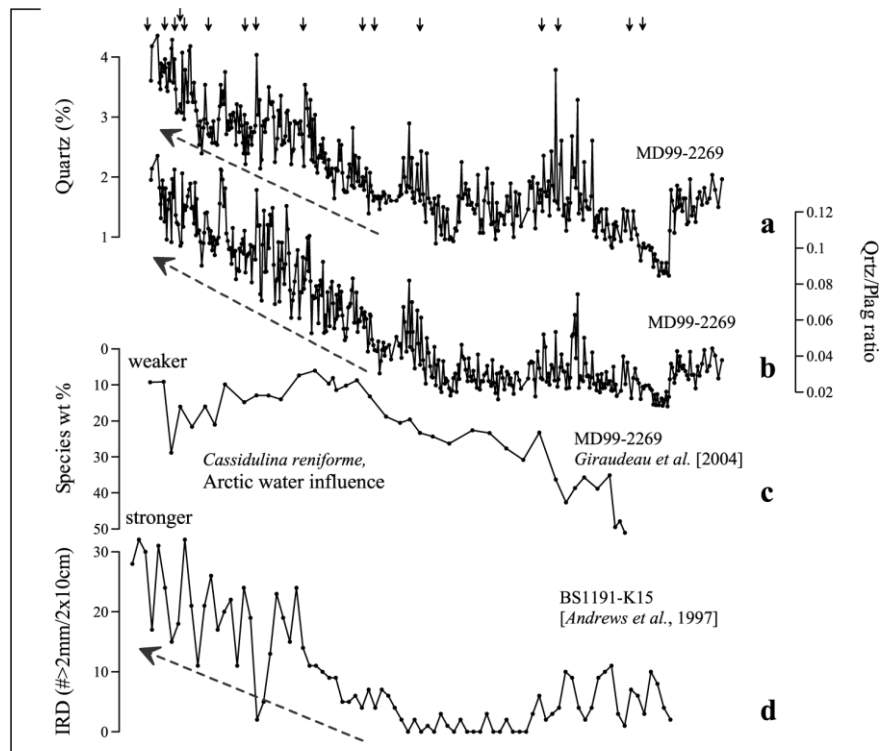 4
3
2
1
Quartz (%)
MD99-2269
a
0.12
0.1
0.08
0.06
0.04
0.02
Qrtz/Plag ratio
MD99-2269
b
0
10
20
30
40
50
Species wt %
weaker
stronger
Cassidulina reniforme,
Arctic water influence
MD99-2269
Giraudeau et al. [2004]
c
30
20
10
0
IRD (#>2mm/2x10cm)
BS1191-K15
[Andrews et al., 1997]
d